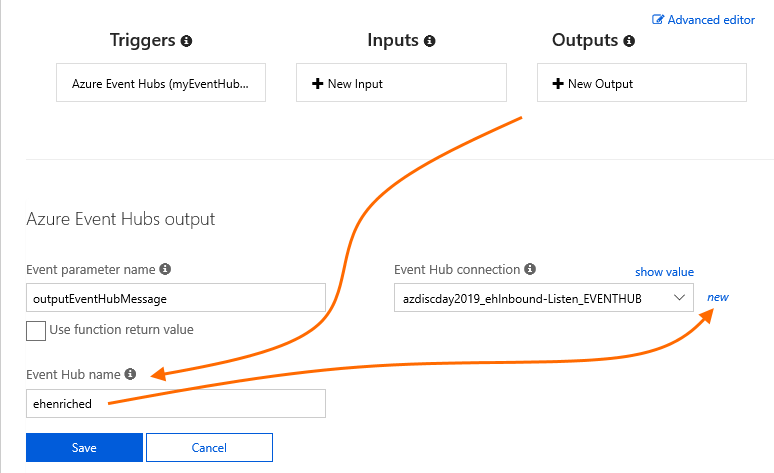 Advanced editor
Triggers
Inputs
Outputs
Azure Event Hubs (myEventHub...
New Input
New Output
Azure Event Hubs output
Event parameter name
Event Hub connection
show value
outputEventHubMessage
azdiscday2019_ehInbound-Listen_EVENTHUB
new
Use function return value
Event Hub name
ehenriched
Save
Cancel